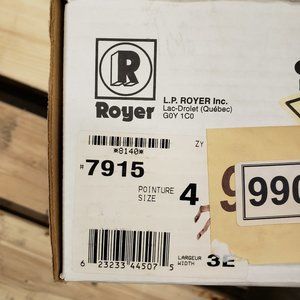 R
Royer
L.P. ROYER Inc.
Lac-Drolet (Québec)
G0Y 1C0
*8140*
ZY
#7915
POINTURE
SIZE
4
990
LARGEUR
WIDTH
3E
6 23233 44507 5